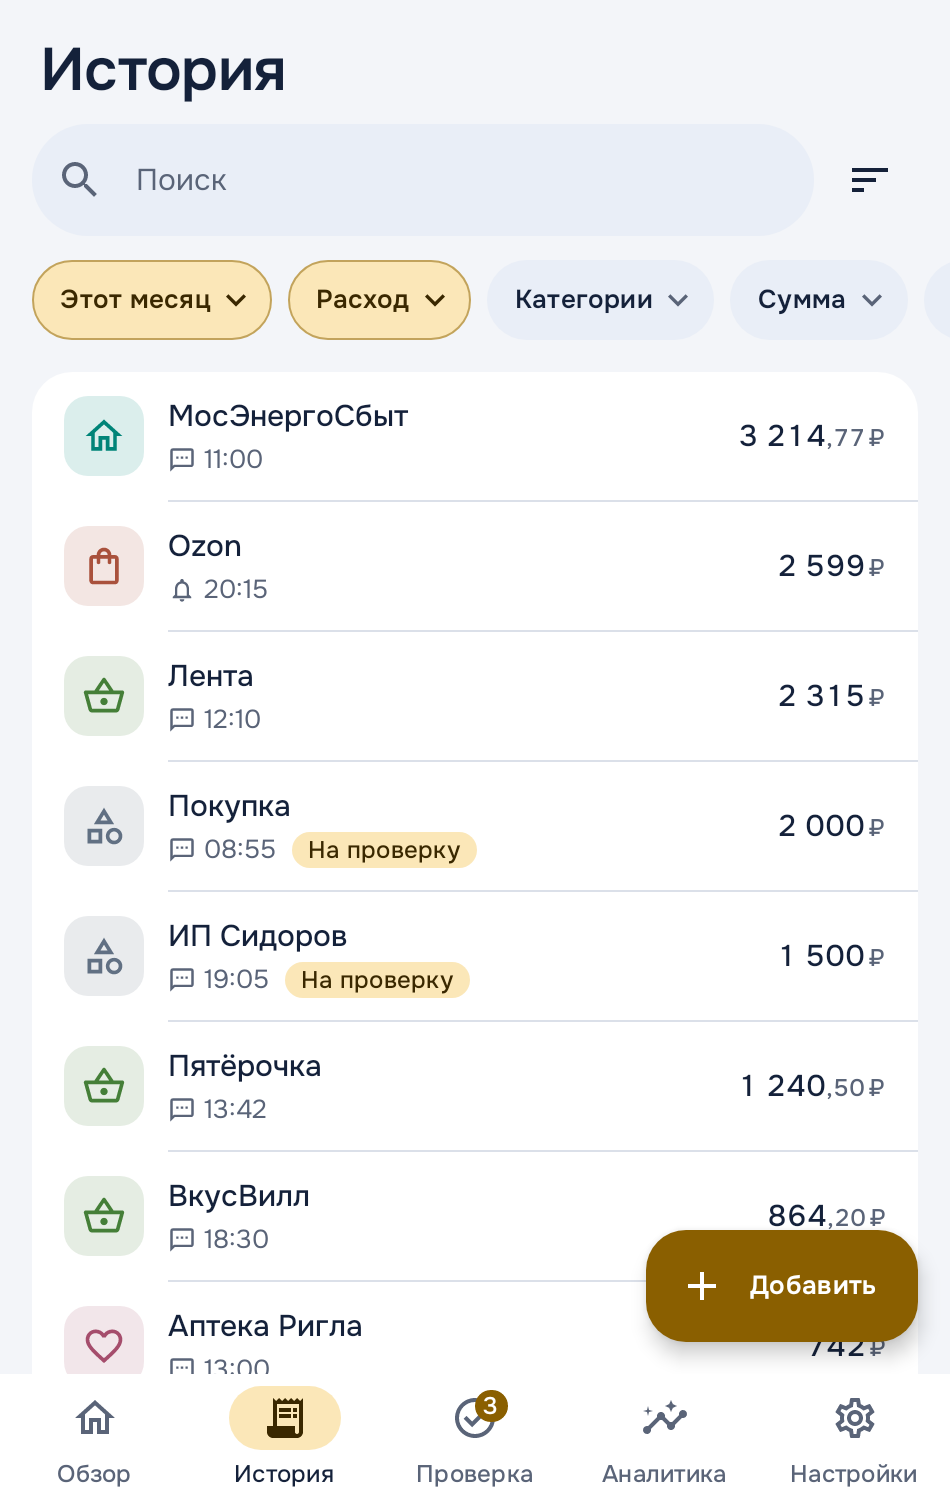 История
Поиск
Этот месяц Расход Категории Сумма
МосЭнергоСбыт
11:00
3 214,77 ₽
Ozon
20:15
2 599 ₽
Лента
12:10
2 315 ₽
Покупка
08:55 На проверку
2 000 ₽
ИП Сидоров
19:05 На проверку
1 500 ₽
Пятёрочка
13:42
1 240,50 ₽
ВкусВилл
18:30
864,20 ₽
Добавить
Аптека Ригла
13:00
742 ₽
3
Обзор История Проверка Аналитика Настройки